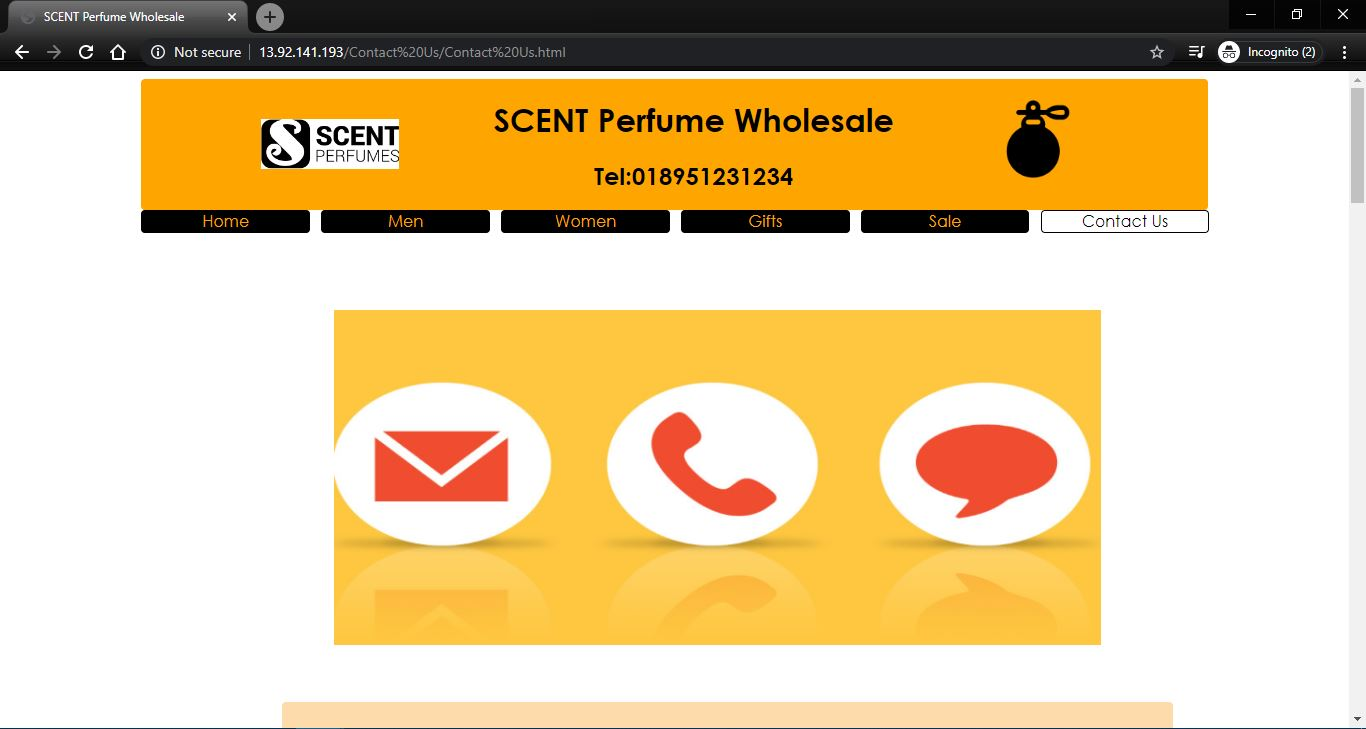 SCENT Perfume Wholesale
Not secure 13.92.141.193/Contact%20Us/Contact%20Us.html Incognito (2)
SCENT Perfume Wholesale
S SCENT
PERFUMES
Tel:018951231234
Home Men Women Gifts Sale Contact Us